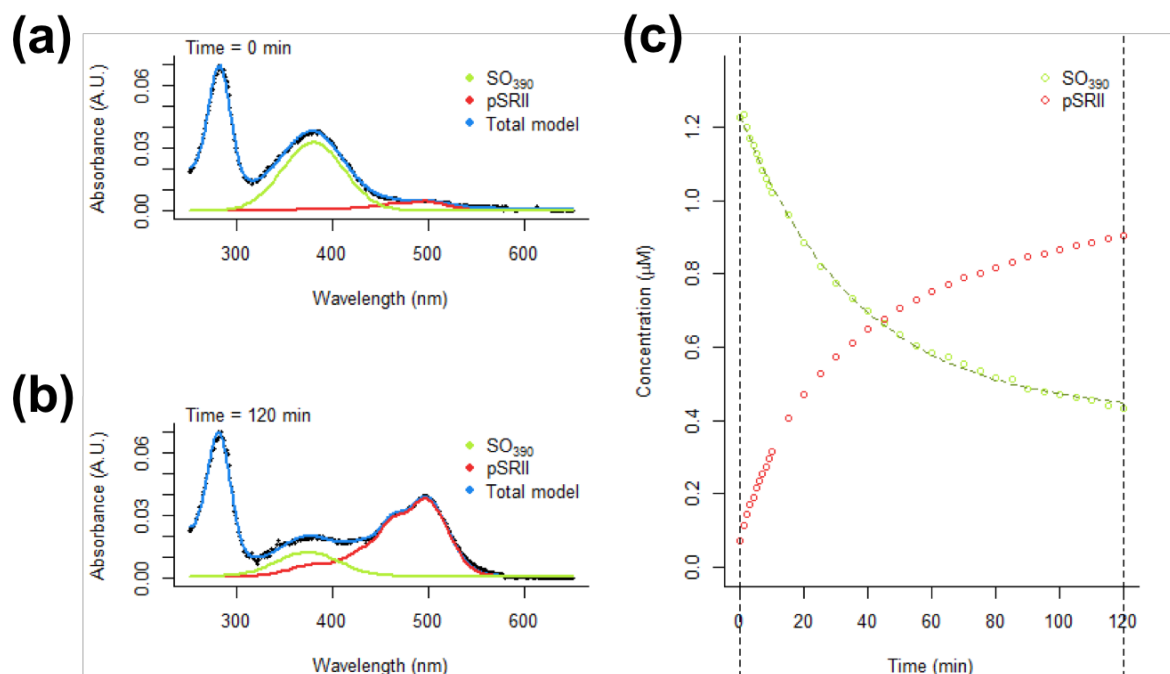 (a)
Time = 0 min
SO₃₉₀
pSRII
Total model
Absorbance (A.U.)
0.00 0.03 0.06
300 400 500 600
Wavelength (nm)
(b)
Time = 120 min
SO₃₉₀
pSRII
Total model
Absorbance (A.U.)
0.00 0.03 0.06
300 400 500 600
Wavelength (nm)
(c)
SO₃₉₀
pSRII
Concentration (µM)
0.0 0.2 0.4 0.6 0.8 1.0 1.2
0 20 40 60 80 100 120
Time (min)